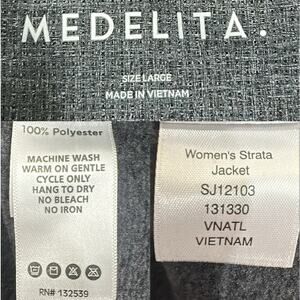 MEDELITA.
SIZE LARGE
MADE IN VIETNAM
100% Polyester
MACHINE WASH
WARM ON GENTLE
CYCLE ONLY
HANG TO DRY
NO BLEACH
NO IRON
RN# 132539
Women's Strata
Jacket
SJ12103
131330
VNATL
VIETNAM